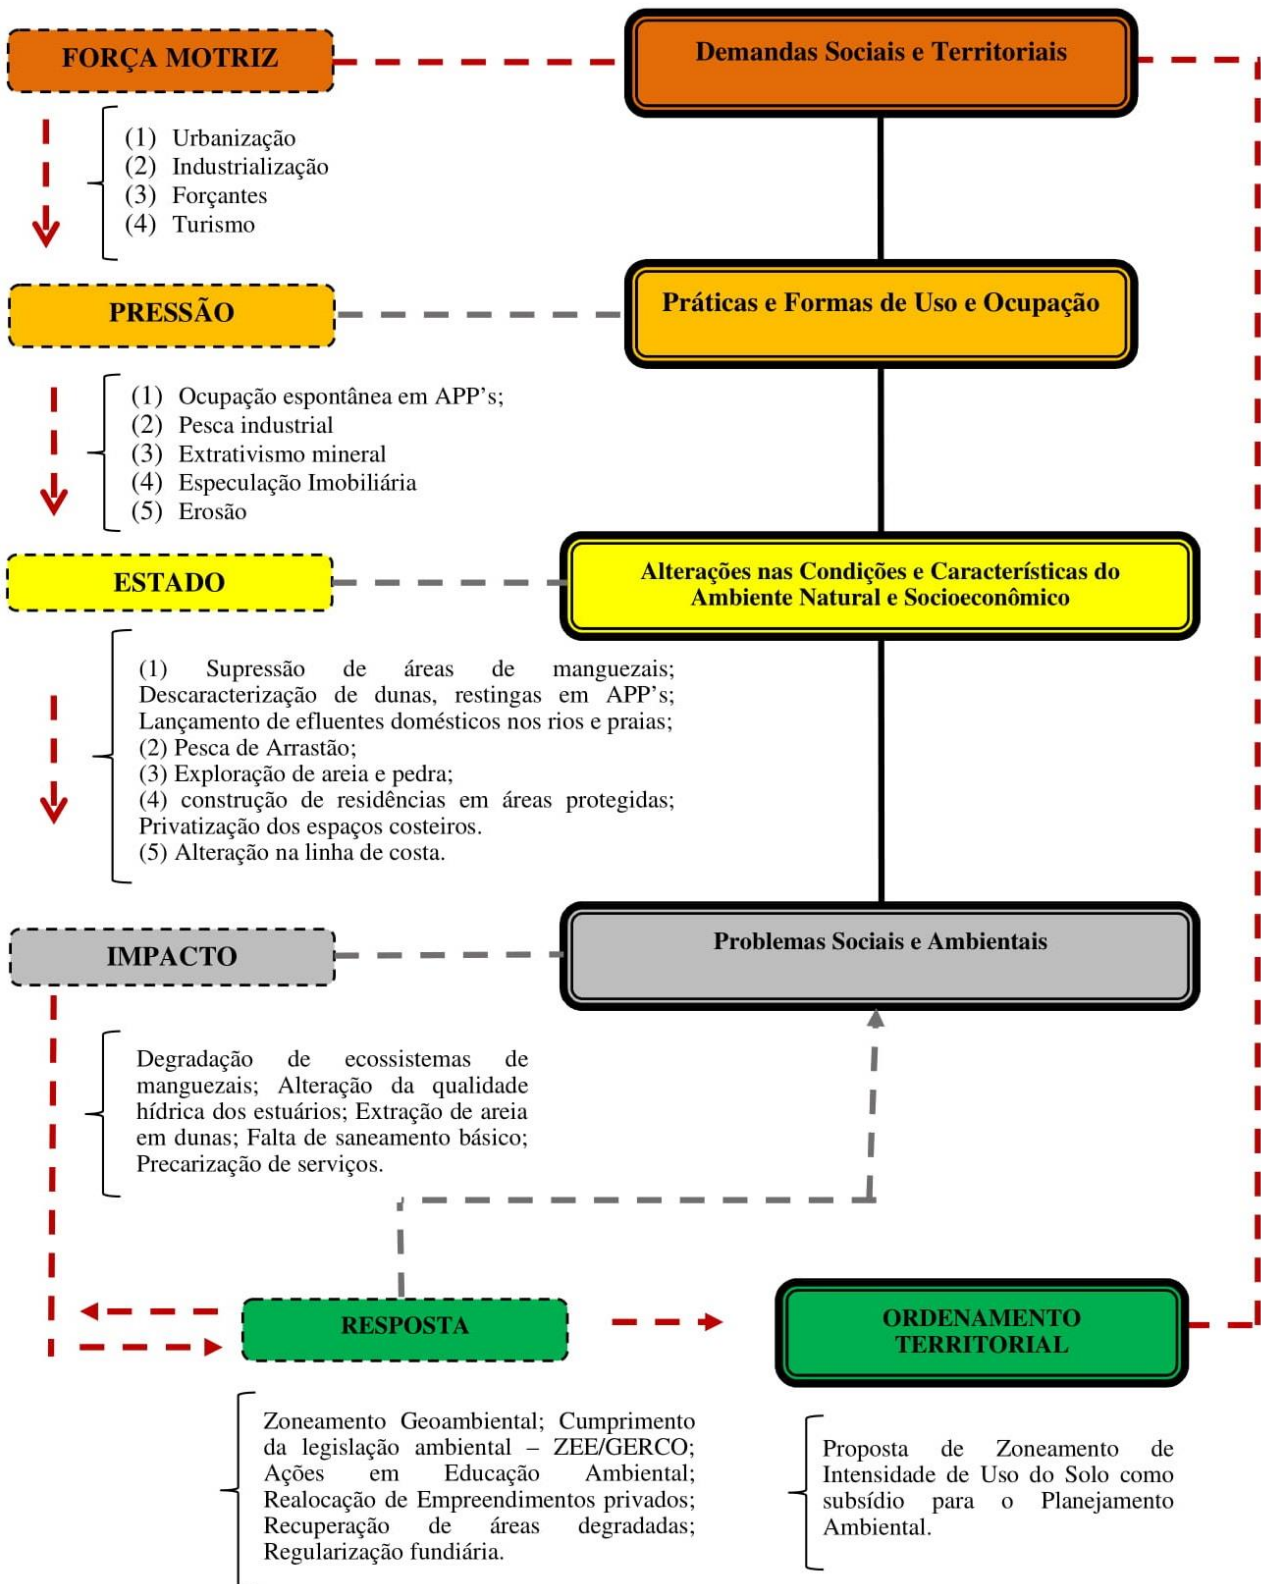 FORÇA MOTRIZ
Demandas Sociais e Territoriais
(1) Urbanização
(2) Industrialização
(3) Forçantes
(4) Turismo
PRESSÃO
Práticas e Formas de Uso e Ocupação
(1) Ocupação espontânea em APP’s;
(2) Pesca industrial
(3) Extrativismo mineral
(4) Especulação Imobiliária
(5) Erosão
ESTADO
Alterações nas Condições e Características do
Ambiente Natural e Socioeconômico
(1) Supressão de áreas de manguezais;
Descaracterização de dunas, restingas em APP’s;
Lançamento de efluentes domésticos nos rios e praias;
(2) Pesca de Arrastão;
(3) Exploração de areia e pedra;
(4) construção de residências em áreas protegidas;
Privatização dos espaços costeiros.
(5) Alteração na linha de costa.
IMPACTO
Problemas Sociais e Ambientais
Degradação de ecossistemas de
manguezais; Alteração da qualidade
hídrica dos estuários; Extração de areia
em dunas; Falta de saneamento básico;
Precarização de serviços.
RESPOSTA
ORDENAMENTO
TERRITORIAL
Zoneamento Geoambiental; Cumprimento
da legislação ambiental – ZEE/GERCO;
Ações em Educação Ambiental;
Realocação de Empreendimentos privados;
Recuperação de áreas degradadas;
Regularização fundiária.
Proposta de Zoneamento de
Intensidade de Uso do Solo como
subsídio para o Planejamento
Ambiental.